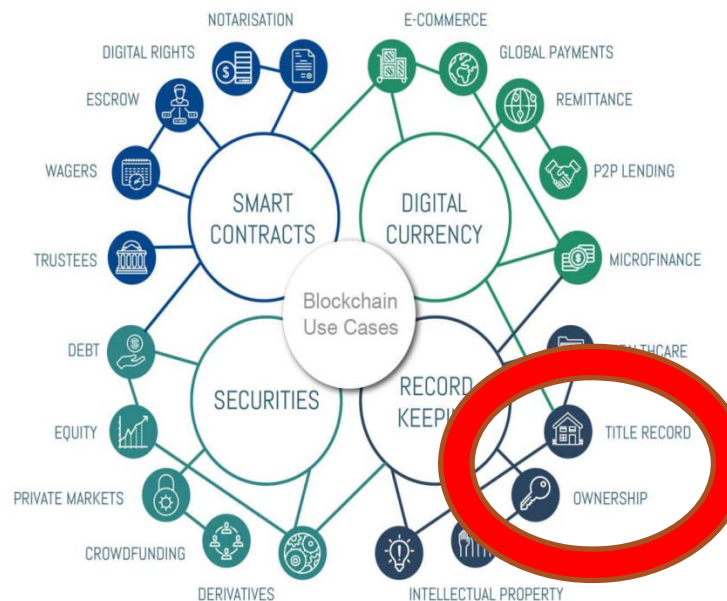 NOTARISATION
E-COMMERCE
DIGITAL RIGHTS
GLOBAL PAYMENTS
ESCROW
REMITTANCE
WAGERS
P2P LENDING
SMART
CONTRACTS
DIGITAL
CURRENCY
TRUSTEES
MICROFINANCE
Blockchain
Use Cases
DEBT
SECURITIES
RECORD
EQUITY
TITLE RECORD
PRIVATE MARKETS
OWNERSHIP
CROWDFUNDING
DERIVATIVES
INTELLECTUAL PROPERTY